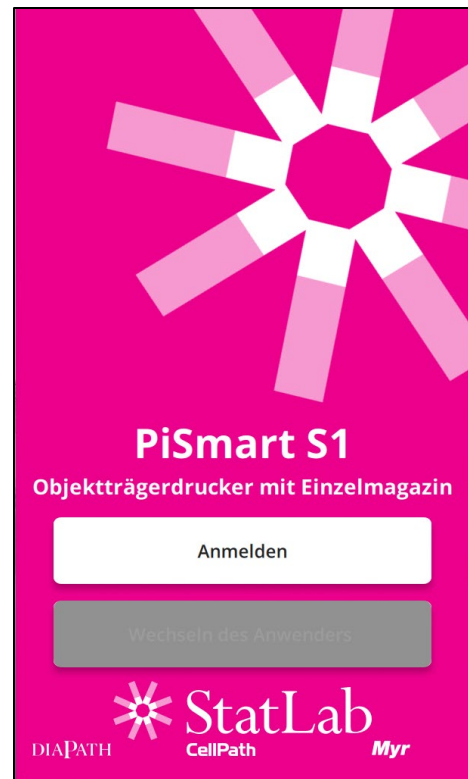 PiSmart S1
Objektträgerdrucker mit Einzelmagazin
Anmelden
Wechseln des Anwenders
StatLab
DIAPATH CellPath Myr